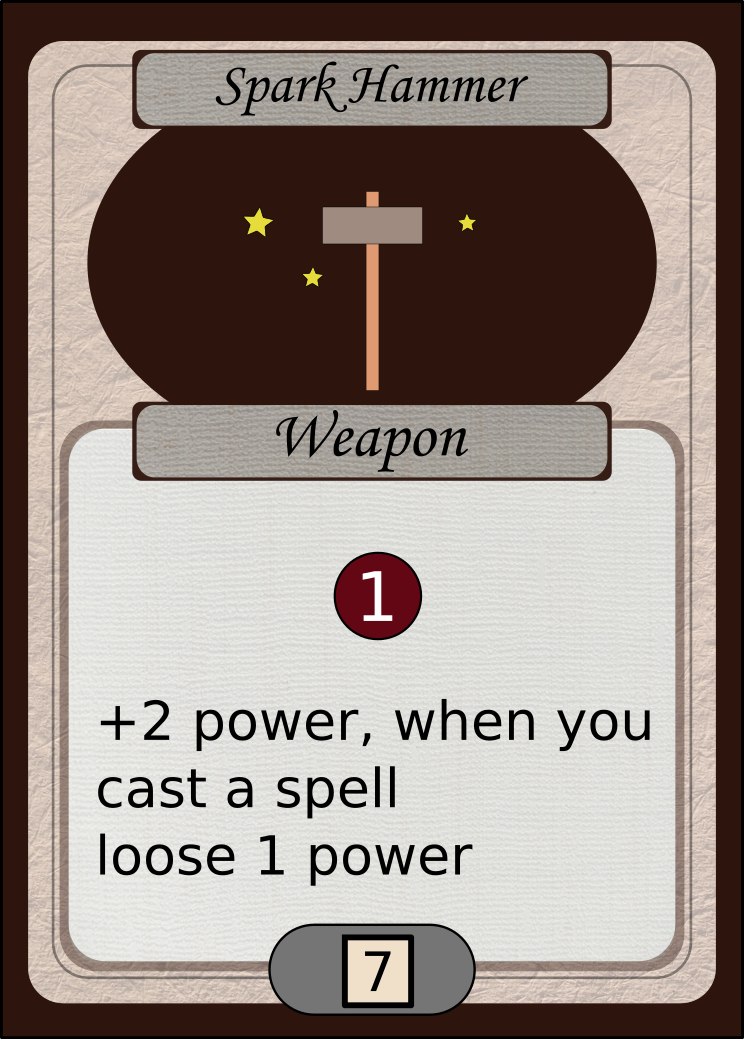 Spark Hammer
Weapon
1
+2 power, when you
cast a spell
loose 1 power
7